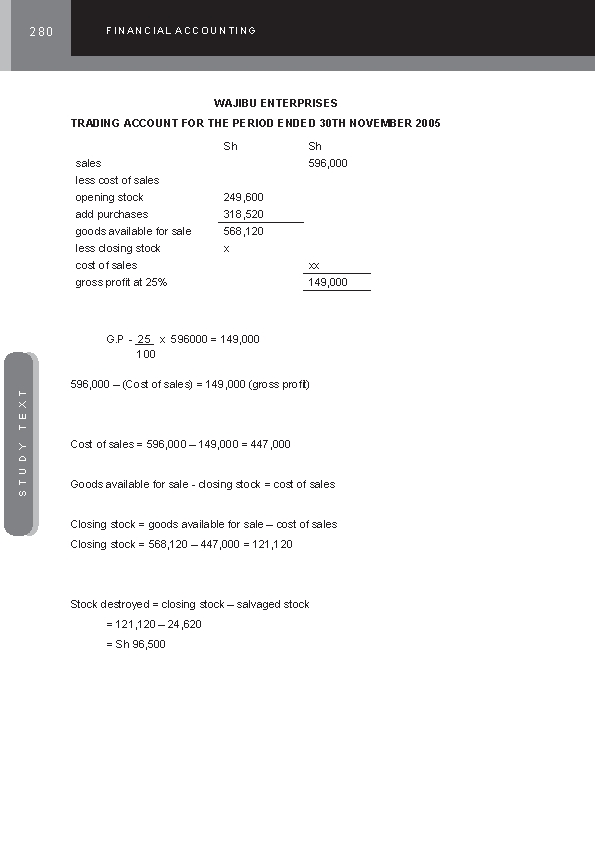 280
FINANCIAL ACCOUNTING
WAJIBU ENTERPRISES
TRADING ACCOUNT FOR THE PERIOD ENDED 30TH NOVEMBER 2005
Sh Sh
sales 596,000
less cost of sales
opening stock 249,600
add purchases 318,520
goods available for sale 568,120
less closing stock x
cost of sales xx
gross profit at 25% 149,000
G.P - 25 x 596000 = 149,000
100
596,000 – (Cost of sales) = 149,000 (gross profit)
Cost of sales = 596,000 – 149,000 = 447,000
Goods available for sale - closing stock = cost of sales
Closing stock = goods available for sale – cost of sales
Closing stock = 568,120 – 447,000 = 121,120
Stock destroyed = closing stock – salvaged stock
= 121,120 – 24,620
= Sh 96,500
STUDY TEXT